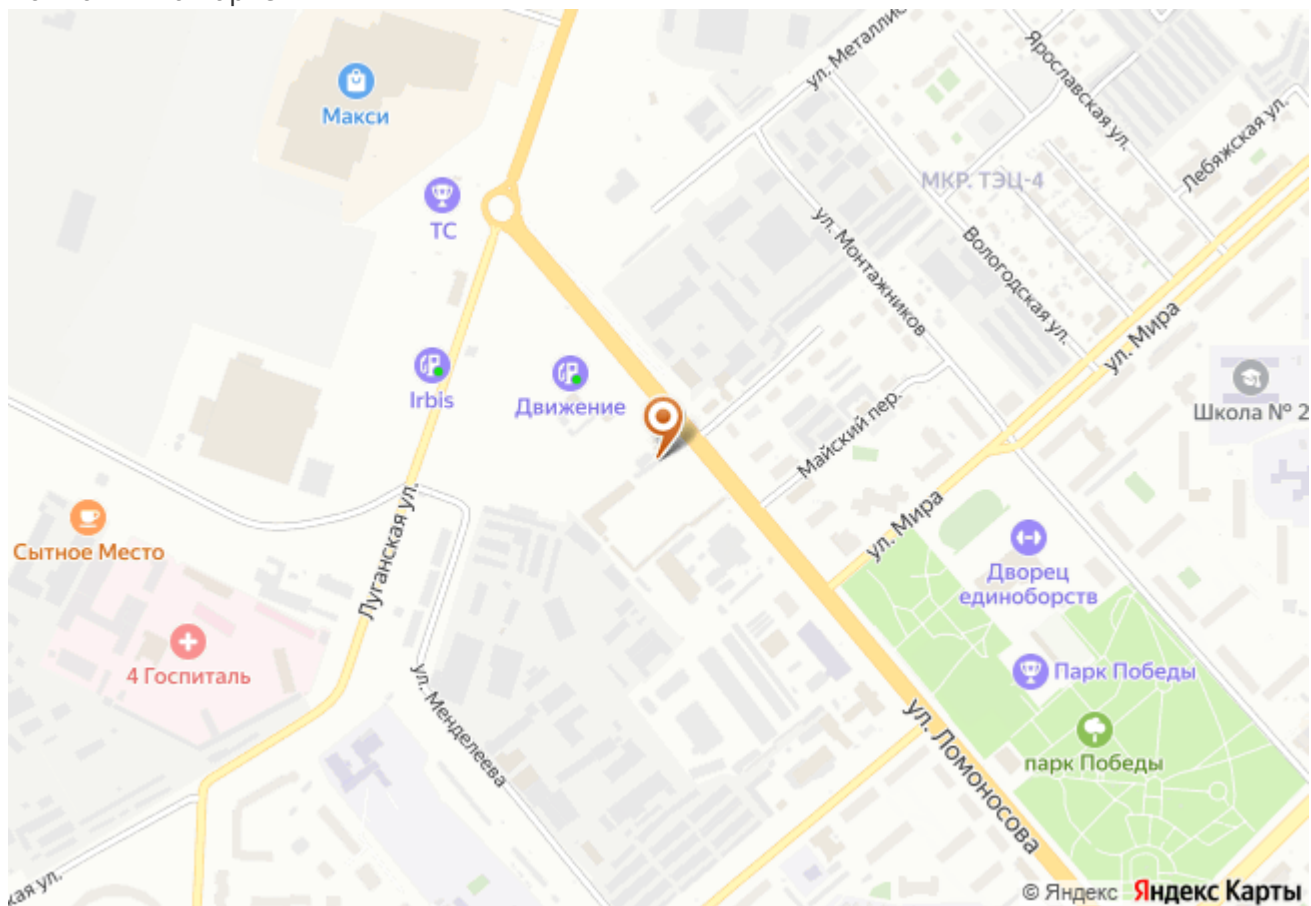 Макси
ул. Металлис
Ярославская ул.
Лебяжская ул.
МКР. ТЭЦ-4
ТС
ул. Монтажников
Вологодская ул.
ул. Мира
Irbis
Движение
Школа № 2
Майский пер.
Луганская ул.
ул. Мира
Сытное Место
Дворец
единоборств
4 Госпиталь
Парк Победы
ул. Менделеева
ул. Ломоносова
парк Победы
кая ул.
© Яндекс Яндекс Карты